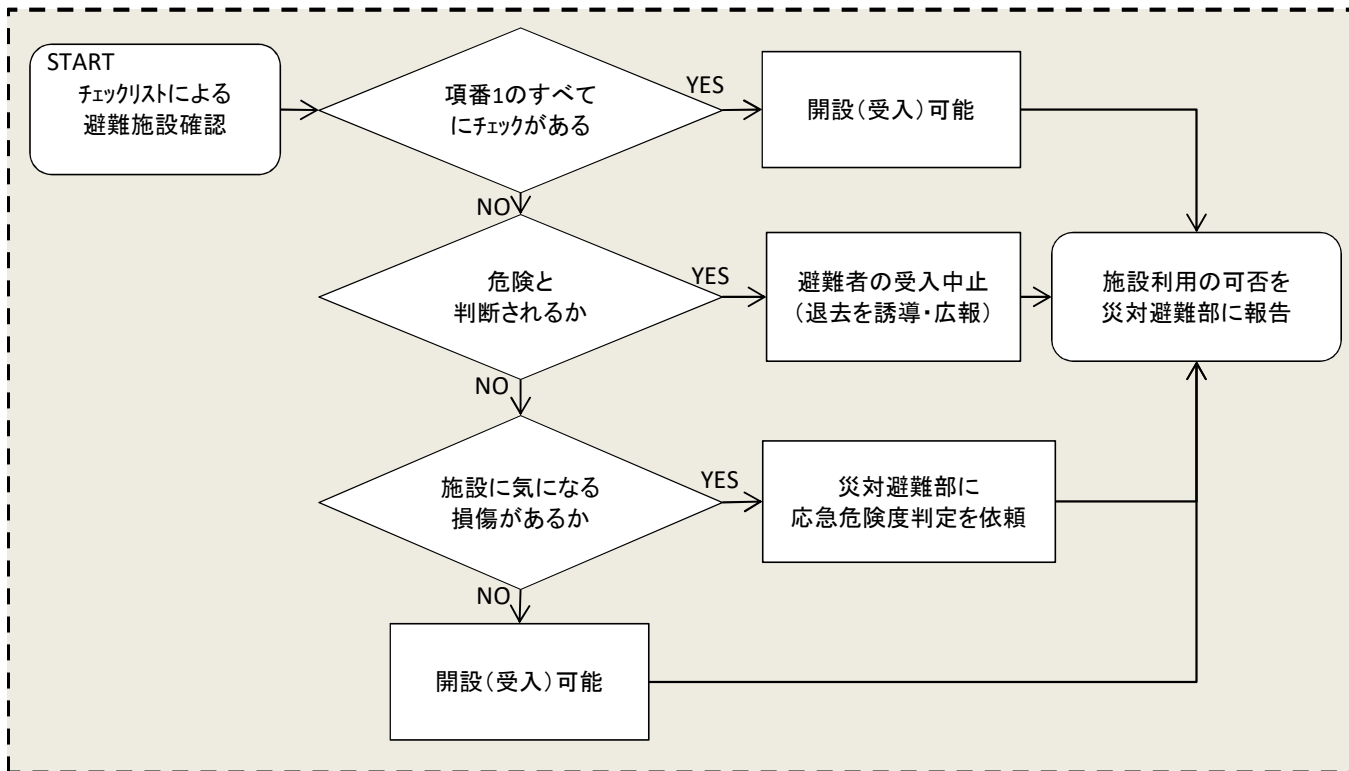 START
ﾁｪｯｸﾘｽﾄによる
避難施設確認
項番1のすべて
にﾁｪｯｸがある
YES
開設（受入）可能
NO
危険と
判断されるか
YES
避難者の受入中止
（退去を誘導・広報）
施設利用の可否を
災対避難部に報告
NO
施設に気になる
損傷があるか
YES
災対避難部に
応急危険度判定を依頼
NO
開設（受入）可能